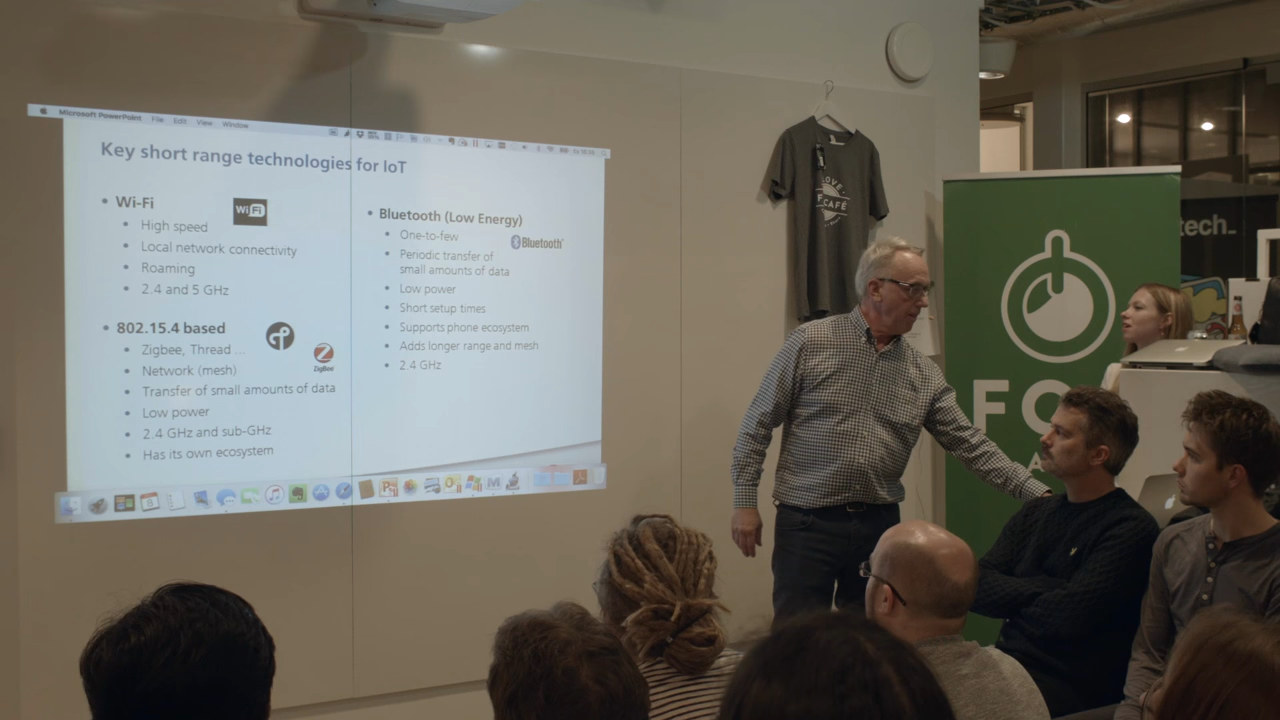 Microsoft PowerPoint File Edit View Window
Key short range technologies for IoT
• Wi-Fi
WiFi
• High speed
• Local network connectivity
• Roaming
• 2.4 and 5 GHz
• 802.15.4 based
• Zigbee, Thread ...
• Network (mesh)
ZigBee
• Transfer of small amounts of data
• Low power
• 2.4 GHz and sub-GHz
• Has its own ecosystem
• Bluetooth (Low Energy)
• One-to-few
Bluetooth
• Periodic transfer of
small amounts of data
• Low power
• Short setup times
• Supports phone ecosystem
• Adds longer range and mesh
• 2.4 GHz
CAFÉ
tech_